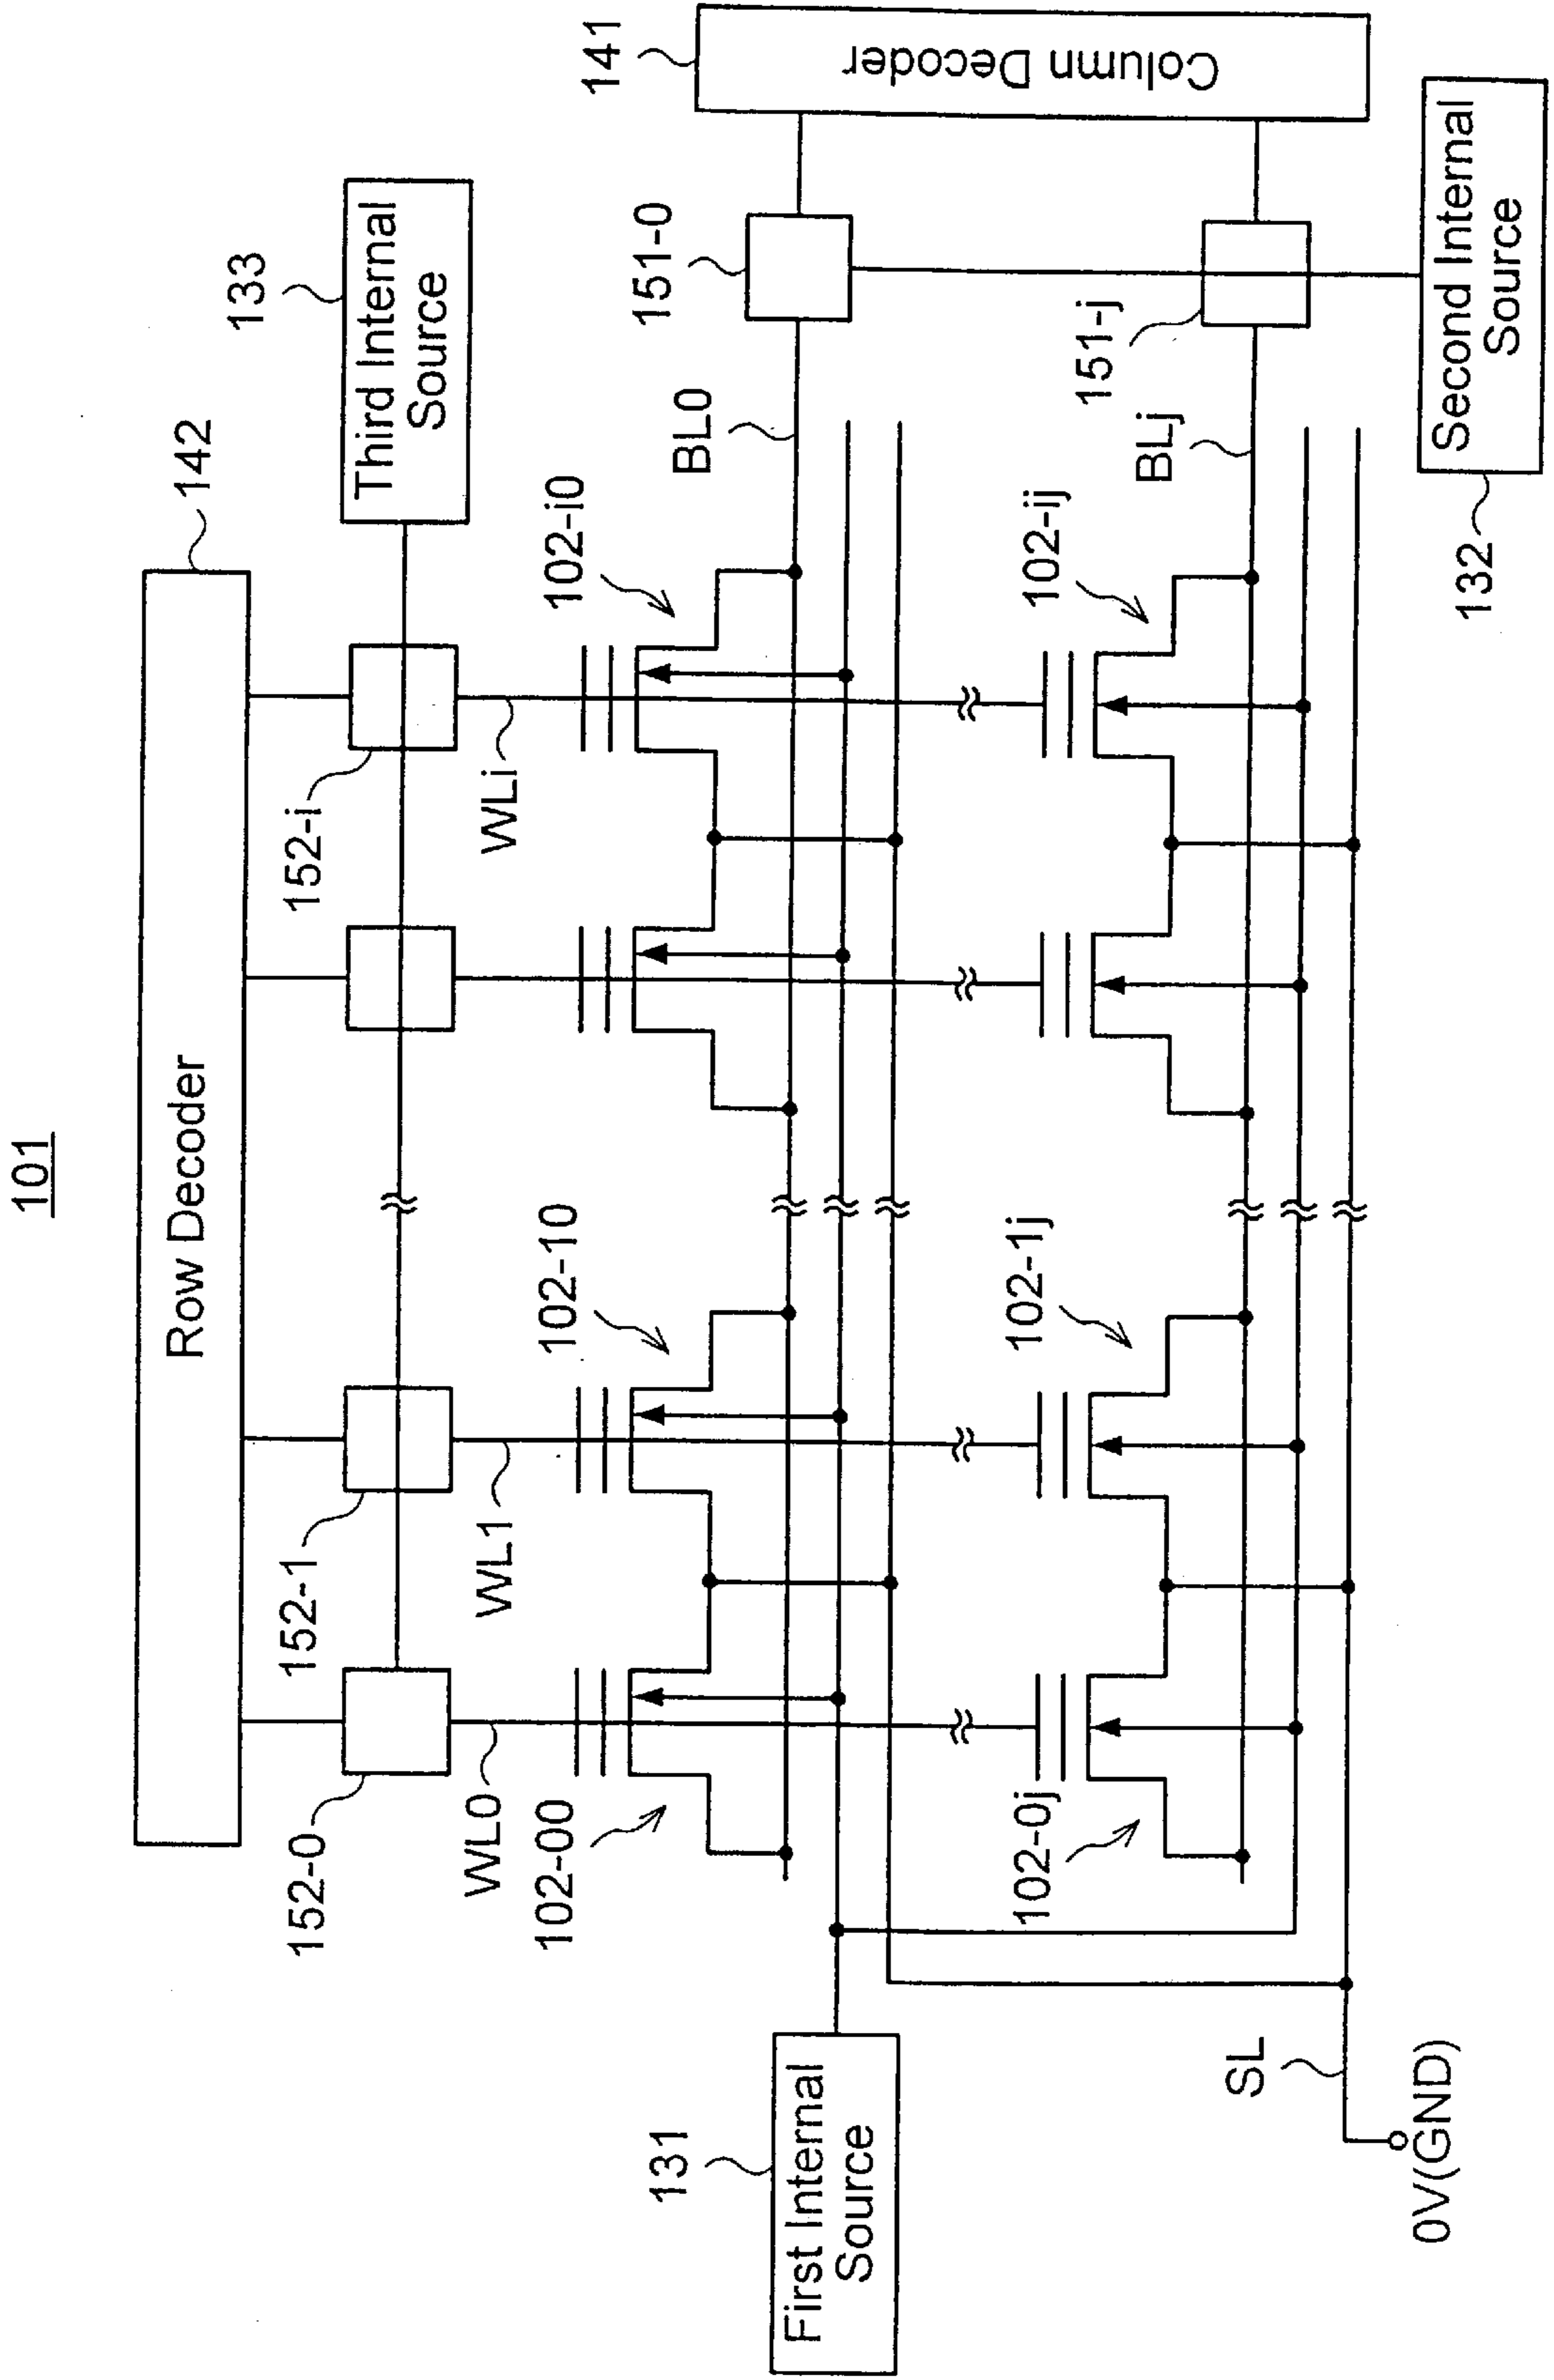 101
Row Decoder
142
Third Internal
Source
133
152-0
152-1
152-i
WL0
WL1
WLi
102-00
102-10
102-i0
BL0
151-0
141
Column Decoder
First Internal
Source
131
102-0j
102-1j
102-ij
BLj
151-j
SL
0V(GND)
132
Second Internal
Source